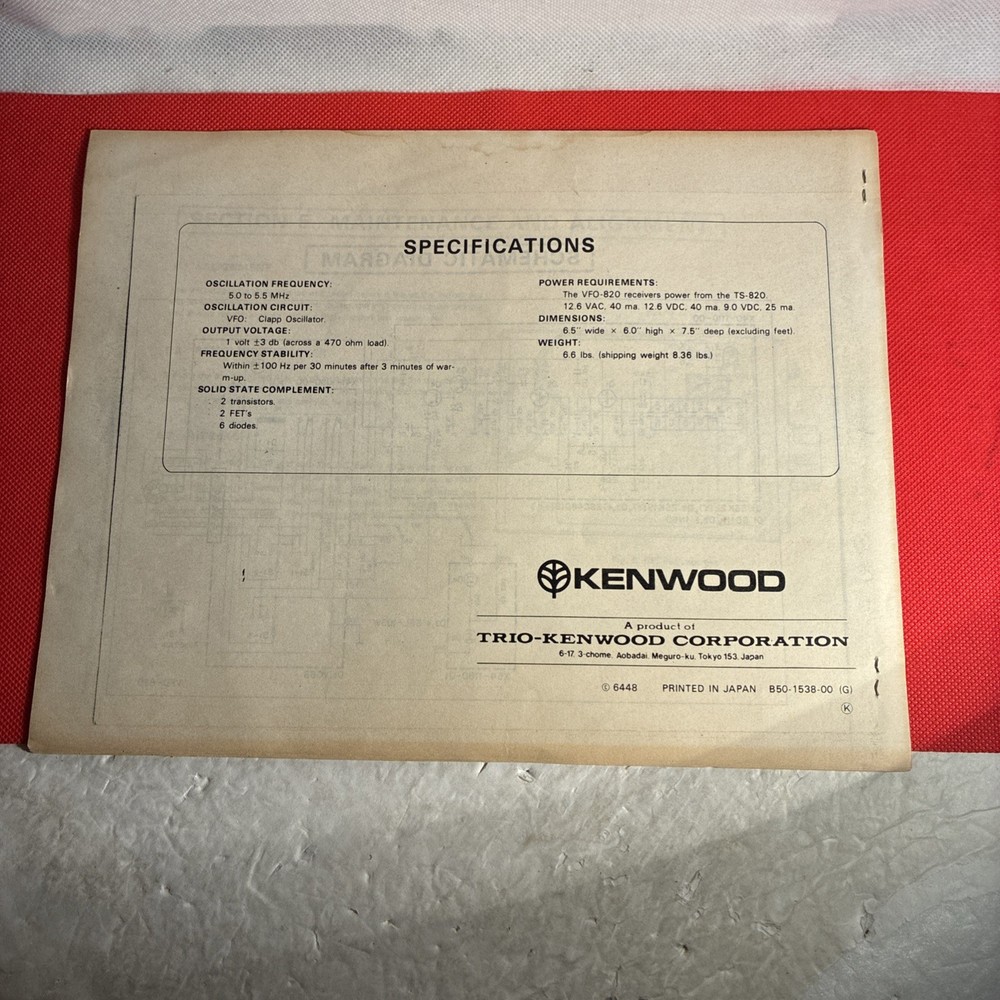 SPECIFICATIONS
OSCILLATION FREQUENCY:
5.0 to 5.5 MHz
OSCILLATION CIRCUIT:
VFO: Clapp Oscillator.
OUTPUT VOLTAGE:
1 volt ±3 db (across a 470 ohm load).
FREQUENCY STABILITY:
Within ±100 Hz per 30 minutes after 3 minutes of war-
m-up.
SOLID STATE COMPLEMENT:
2 transistors.
2 FET's
6 diodes.
POWER REQUIREMENTS:
The VFO-820 receivers power from the TS-820.
12.6 VAC, 40 ma. 12.6 VDC, 40 ma. 9.0 VDC, 25 ma.
DIMENSIONS:
6.5" wide × 6.0" high × 7.5" deep (excluding feet).
WEIGHT:
6.6 lbs. (shipping weight 8.36 lbs.)
KENWOOD
A product of
TRIO-KENWOOD CORPORATION
6-17, 3-chome, Aobadai, Meguro-ku, Tokyo 153, Japan
© 6448 PRINTED IN JAPAN B50-1538-00 (G)
Ⓚ